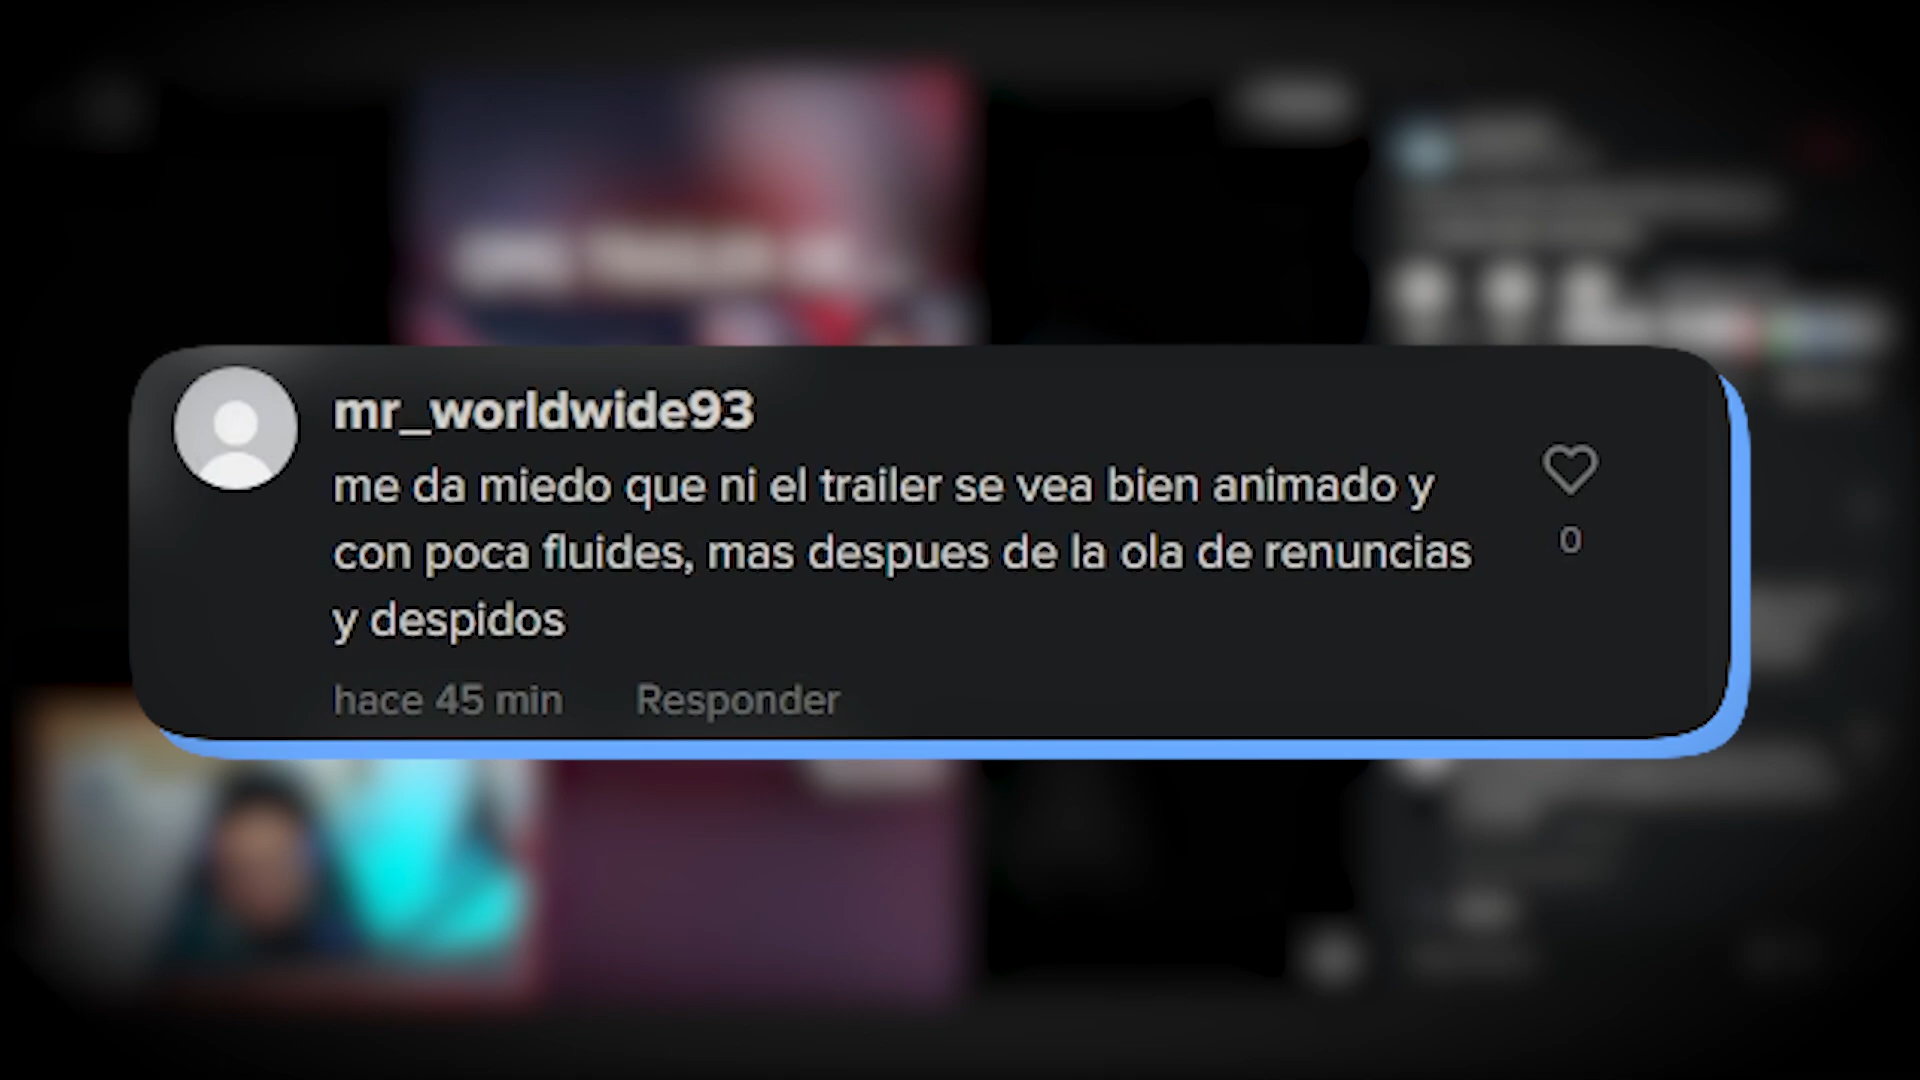 mr_worldwide93
me da miedo que ni el trailer se vea bien animado y
con poca fluides, mas despues de la ola de renuncias
y despidos
0
hace 45 min Responder